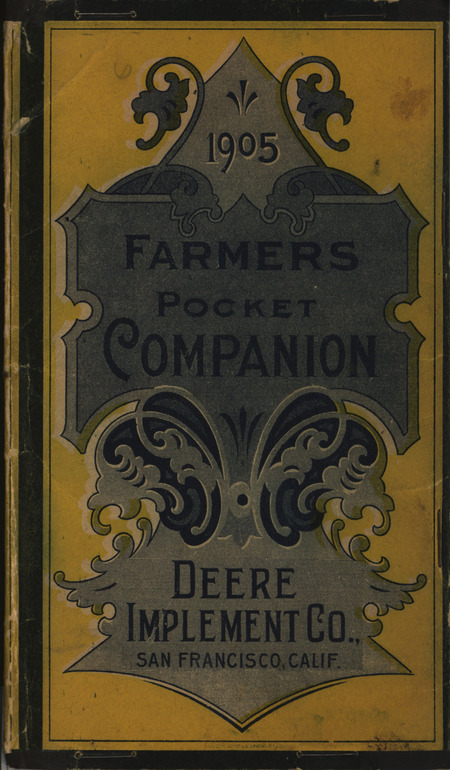 1905
FARMERS
POCKET
COMPANION
DEERE
IMPLEMENT CO.,
SAN FRANCISCO, CALIF.